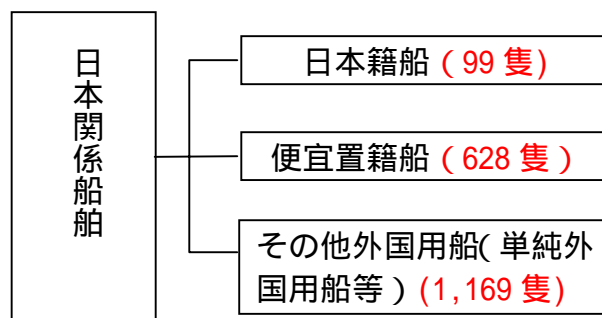 日本関係船舶
日本籍船（99 隻)
便宜置籍船（628 隻）
その他外国用船（単純外
国用船等）(1,169 隻)